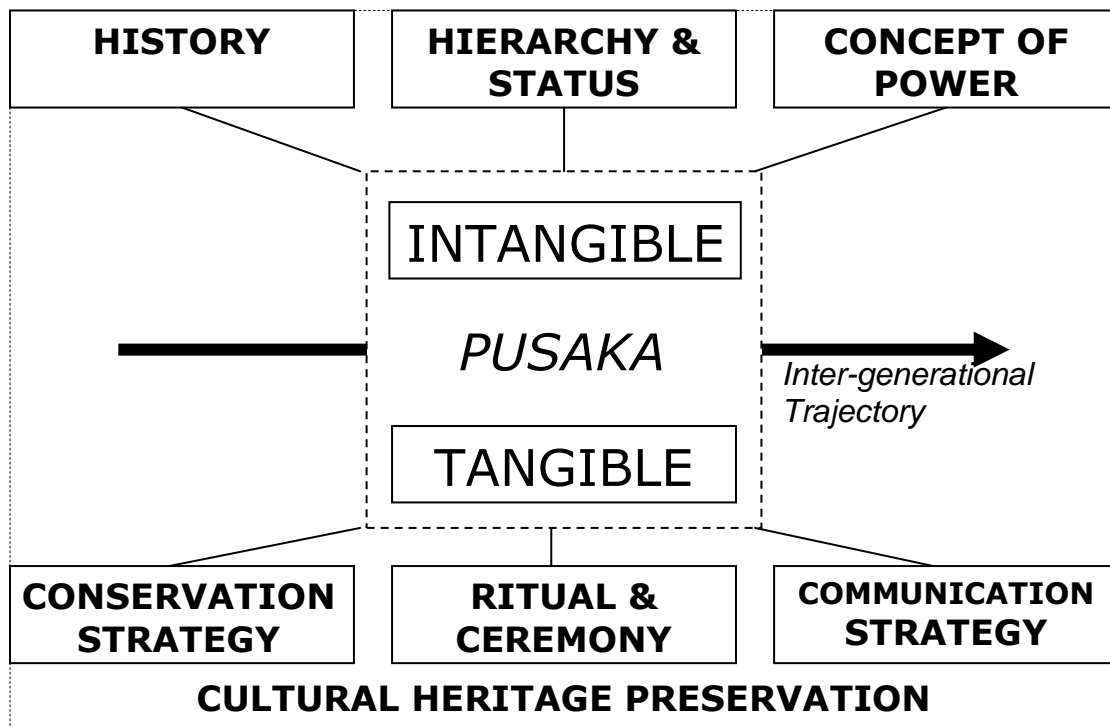 HISTORY
HIERARCHY &
STATUS
CONCEPT OF
POWER
INTANGIBLE
PUSAKA
Inter-generational
Trajectory
TANGIBLE
CONSERVATION
STRATEGY
RITUAL &
CEREMONY
COMMUNICATION
STRATEGY
CULTURAL HERITAGE PRESERVATION